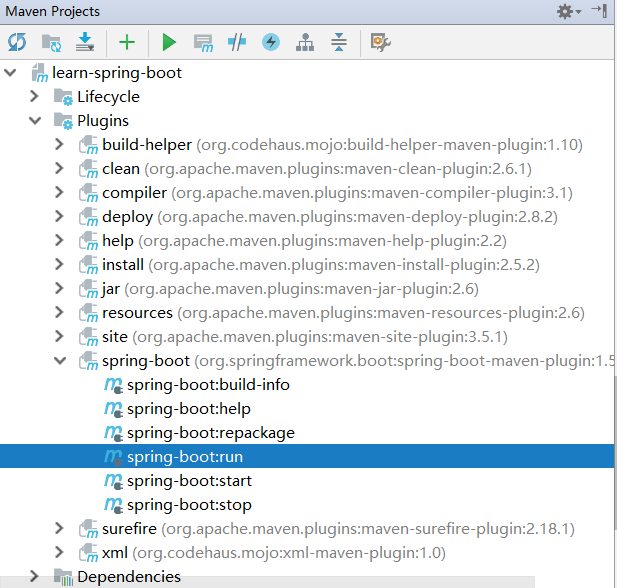 Maven Projects
learn-spring-boot
Lifecycle
Plugins
build-helper (org.codehaus.mojo:build-helper-maven-plugin:1.10)
clean (org.apache.maven.plugins:maven-clean-plugin:2.6.1)
compiler (org.apache.maven.plugins:maven-compiler-plugin:3.1)
deploy (org.apache.maven.plugins:maven-deploy-plugin:2.8.2)
help (org.apache.maven.plugins:maven-help-plugin:2.2)
install (org.apache.maven.plugins:maven-install-plugin:2.5.2)
jar (org.apache.maven.plugins:maven-jar-plugin:2.6)
resources (org.apache.maven.plugins:maven-resources-plugin:2.6)
site (org.apache.maven.plugins:maven-site-plugin:3.5.1)
spring-boot (org.springframework.boot:spring-boot-maven-plugin:1.5
spring-boot:build-info
spring-boot:help
spring-boot:repackage
spring-boot:run
spring-boot:start
spring-boot:stop
surefire (org.apache.maven.plugins:maven-surefire-plugin:2.18.1)
xml (org.codehaus.mojo:xml-maven-plugin:1.0)
Dependencies